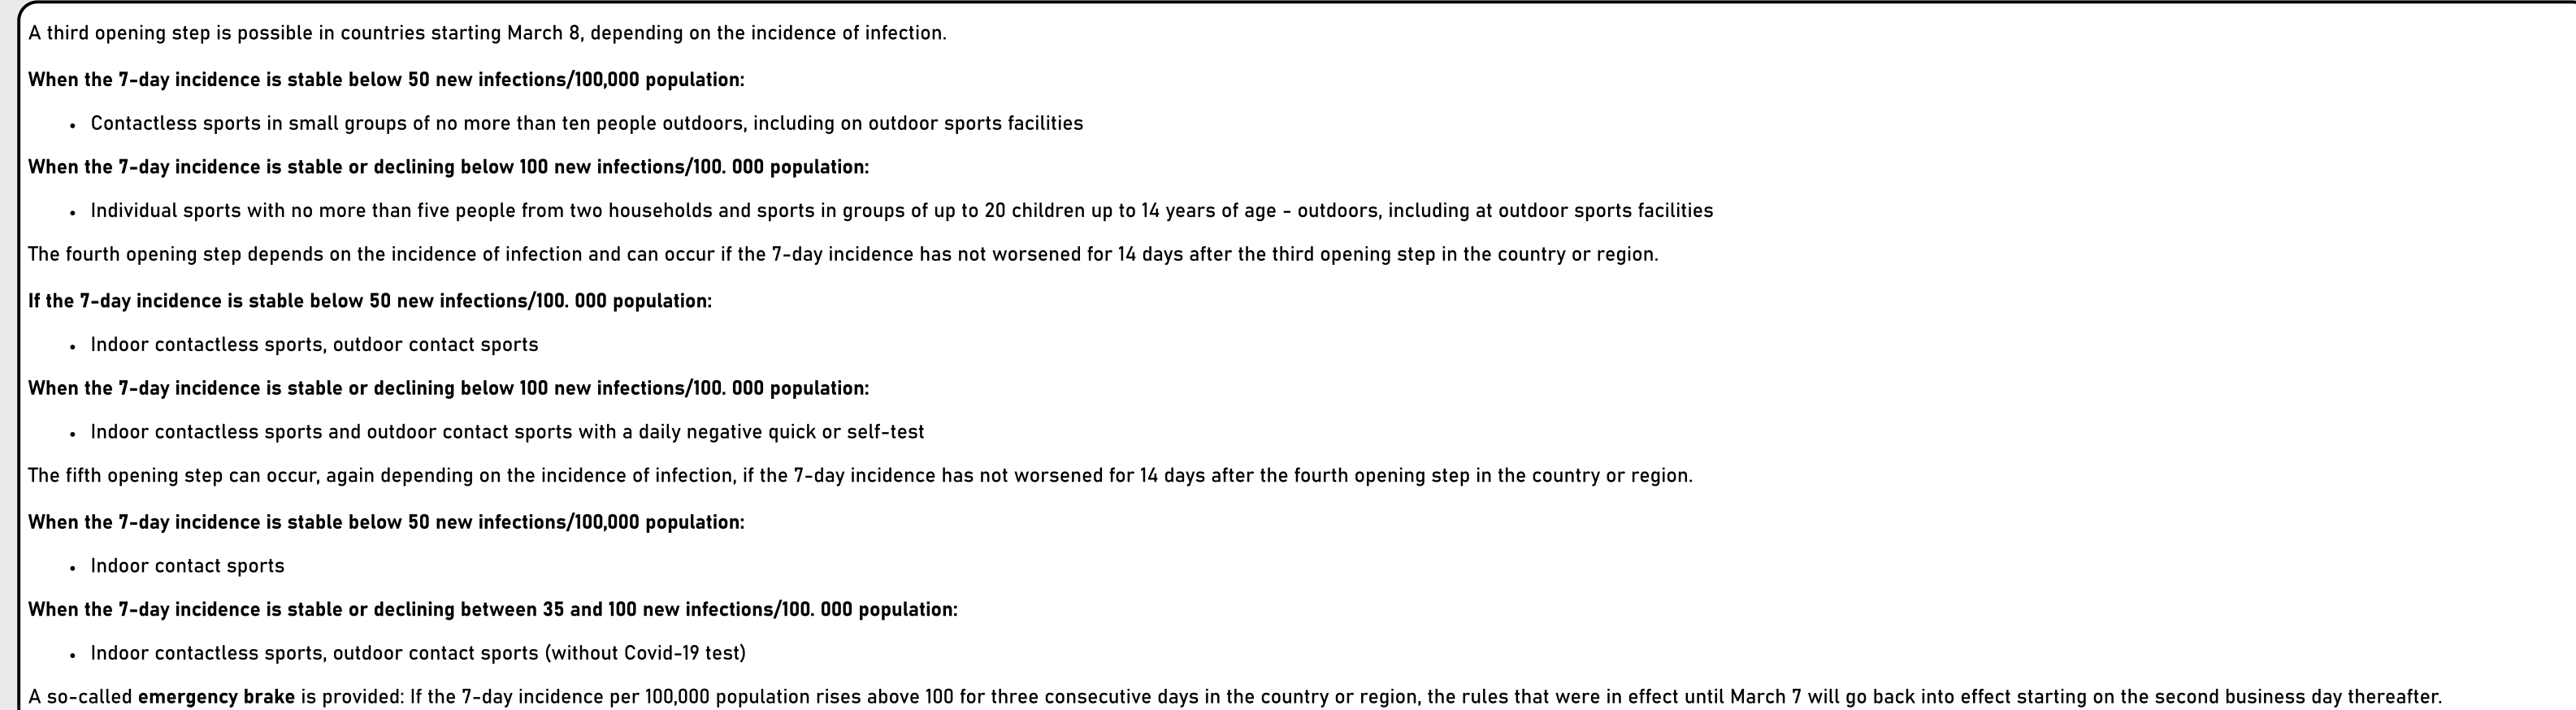 A third opening step is possible in countries starting March 8, depending on the incidence of infection.
When the 7-day incidence is stable below 50 new infections/100,000 population:
• Contactless sports in small groups of no more than ten people outdoors, including on outdoor sports facilities
When the 7-day incidence is stable or declining below 100 new infections/100. 000 population:
• Individual sports with no more than five people from two households and sports in groups of up to 20 children up to 14 years of age - outdoors, including at outdoor sports facilities
The fourth opening step depends on the incidence of infection and can occur if the 7-day incidence has not worsened for 14 days after the third opening step in the country or region.
If the 7-day incidence is stable below 50 new infections/100. 000 population:
• Indoor contactless sports, outdoor contact sports
When the 7-day incidence is stable or declining below 100 new infections/100. 000 population:
• Indoor contactless sports and outdoor contact sports with a daily negative quick or self-test
The fifth opening step can occur, again depending on the incidence of infection, if the 7-day incidence has not worsened for 14 days after the fourth opening step in the country or region.
When the 7-day incidence is stable below 50 new infections/100,000 population:
• Indoor contact sports
When the 7-day incidence is stable or declining between 35 and 100 new infections/100. 000 population:
• Indoor contactless sports, outdoor contact sports (without Covid-19 test)
A so-called emergency brake is provided: If the 7-day incidence per 100,000 population rises above 100 for three consecutive days in the country or region, the rules that were in effect until March 7 will go back into effect starting on the second business day thereafter.